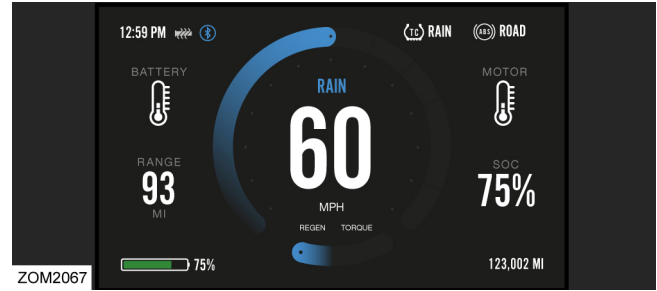 12:59 PM
TC RAIN
ABS ROAD
BATTERY
MOTOR
RAIN
60
MPH
RANGE
93
MI
SOC
75%
REGEN TORQUE
75%
123,002 MI
ZOM2067